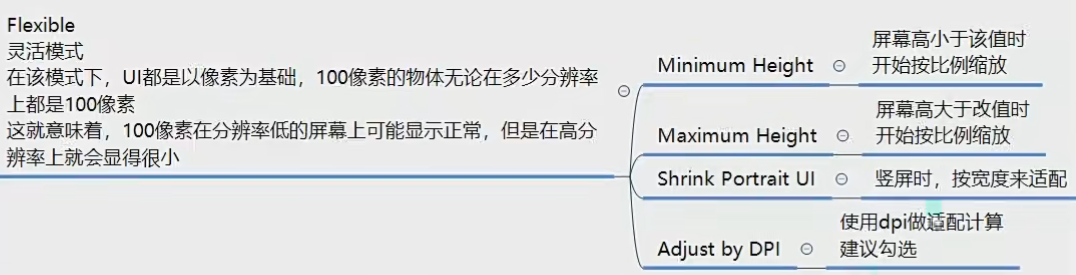 Flexible
灵活模式
在该模式下，UI都是以像素为基础，100像素的物体无论在多少分辨率
上都是100像素
这就意味着，100像素在分辨率低的屏幕上可能显示正常，但是在高分
辨率上就会显得很小
Minimum Height
屏幕高小于该值时
开始按比例缩放
Maximum Height
屏幕高大于改值时
开始按比例缩放
Shrink Portrait UI
竖屏时，按宽度来适配
Adjust by DPI
使用dpi做适配计算
建议勾选